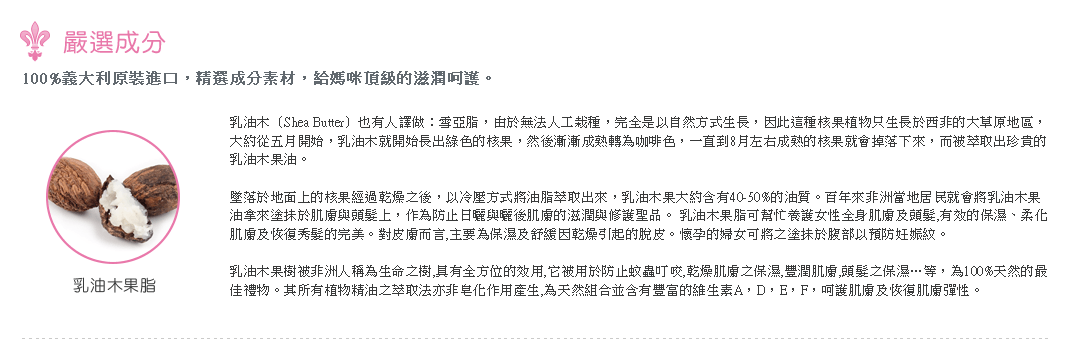 嚴選成分
100%義大利原裝進口，精選成分素材，給媽咪頂級的滋潤呵護。
乳油木〔Shea Butter〕也有人譯做：雪亞脂，由於無法人工栽種，完全是以自然方式生長，因此這種核果植物只生長於西非的大草原地區，
大約從五月開始，乳油木就開始長出綠色的核果，然後漸漸成熟轉為咖啡色，一直到8月左右成熟的核果就會掉落下來，而被萃取出珍貴的
乳油木果油。
墜落於地面上的核果經過乾燥之後，以冷壓方式將油脂萃取出來，乳油木果大約含有40-50%的油質。百年來非洲當地居民就會將乳油木果
油拿來塗抹於肌膚與頭髮上，作為防止日曬與曬後肌膚的滋潤與修護聖品。 乳油木果脂可幫忙養護女性全身肌膚及頭髮,有效的保濕、柔化
肌膚及恢復秀髮的完美。對皮膚而言,主要為保濕及舒緩因乾燥引起的脫皮。懷孕的婦女可將之塗抹於腹部以預防妊娠紋。
乳油木果脂
乳油木果樹被非洲人稱為生命之樹,具有全方位的效用,它被用於防止蚊蟲叮咬,乾燥肌膚之保濕,豐潤肌膚,頭髮之保濕…等，為100%天然的最
佳禮物。其所有植物精油之萃取法亦非皂化作用產生,為天然組合並含有豐富的維生素A，D，E，F，呵護肌膚及恢復肌膚彈性。